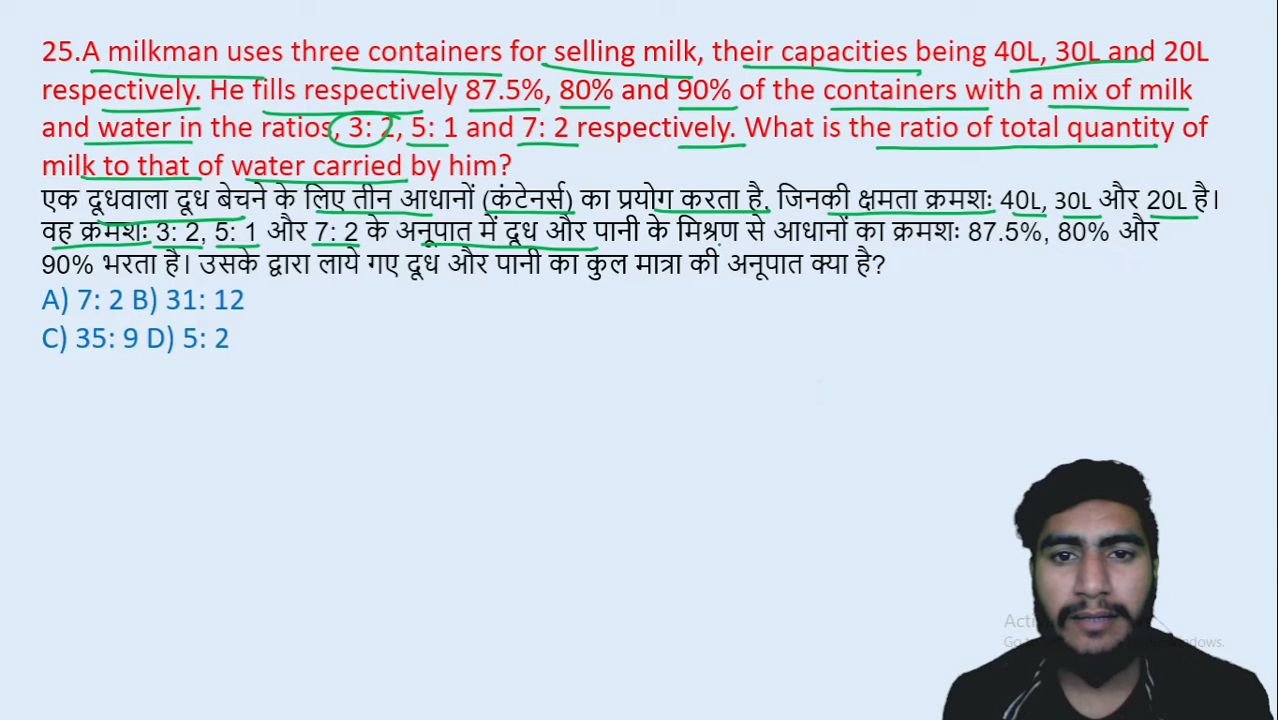 25.A milkman uses three containers for selling milk, their capacities being 40L, 30L and 20L
respectively. He fills respectively 87.5%, 80% and 90% of the containers with a mix of milk
and water in the ratios, 3: 2, 5: 1 and 7: 2 respectively. What is the ratio of total quantity of
milk to that of water carried by him?
एक दूधवाला दूध बेचने के लिए तीन आधानों (कंटेनर्स) का प्रयोग करता है, जिनकी क्षमता क्रमशः 40L, 30L और 20L है।
वह क्रमशः 3: 2, 5: 1 और 7: 2 के अनूपात में दूध और पानी के मिश्रण से आधानों का क्रमशः 87.5%, 80% और
90% भरता है। उसके द्वारा लाये गए दूध और पानी का कुल मात्रा की अनूपात क्या है?
A) 7: 2 B) 31: 12
C) 35: 9 D) 5: 2